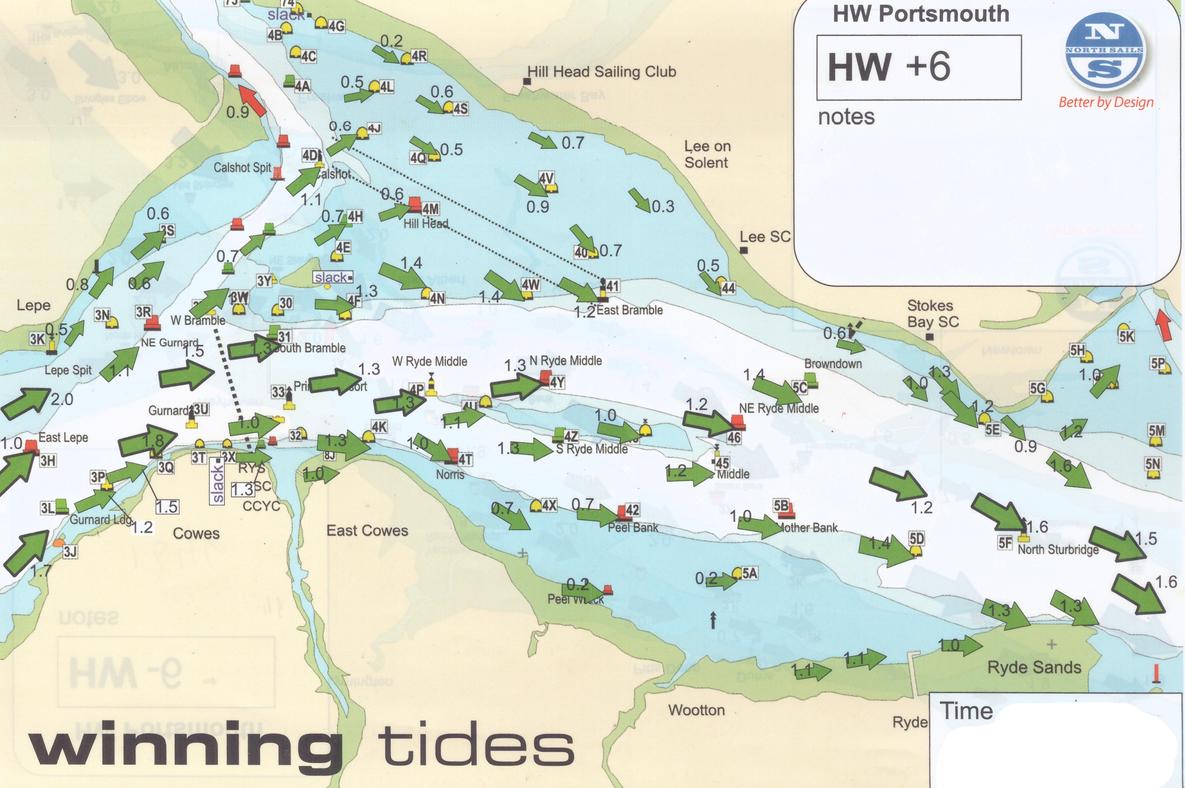 HW Portsmouth
HW +6
notes
NORTH SAILS
Better by Design
73
74
slack
4B
4G
4C
0.2
4R
Hill Head Sailing Club
4A
0.5
4L
0.6
4S
0.9
0.6
4J
4Q
0.5
0.7
Lee on
Solent
Calshot Spit
4D
Calshot
1.1
4V
0.9
0.3
0.6
4M
Hill Head
0.6
3S
0.7
4H
4E
0.7
0.7
Lee SC
0.8
0.6
3Y
slack
1.4
4N
1.4
4W
41
1.2
East Bramble
0.5
44
Lepe
3N
3R
3W
30
4F
1.3
W Bramble
NE Gurnard
3K
0.5
31
1.3
South Bramble
Stokes
Bay SC
0.6
Browndown
5K
5H
5P
Lepe Spit
1.1
1.5
W Ryde Middle
N Ryde Middle
1.3
1.3
4P
1.3
4Y
1.4
5C
1.0
1.3
5G
1.0
2.0
33
Gurnard
3U
4U
1.1
1.0
1.2
NE Ryde Middle
46
1.2
5E
0.9
1.2
5M
1.0
East Lepe
3H
1.8
1.0
32
4K
1.3
1.0
1.3
4Z
S Ryde Middle
3P
3Q
3T
3X
RYS
8J
1.0
4T
Norris
1.2
45
Middle
1.6
5N
slack
1.3
CCYC
3L
Gurnard Ldg
1.5
1.2
Cowes
East Cowes
0.7
4X
0.7
42
Peel Bank
1.0
5B
Mother Bank
1.2
1.6
5F
North Sturbridge
1.5
3J
1.7
1.4
5D
0.2
Peel Wreck
0.2
5A
1.6
1.3
1.3
1.0
1.1
1.1
Ryde Sands
Wootton
Ryde
Time
winning tides